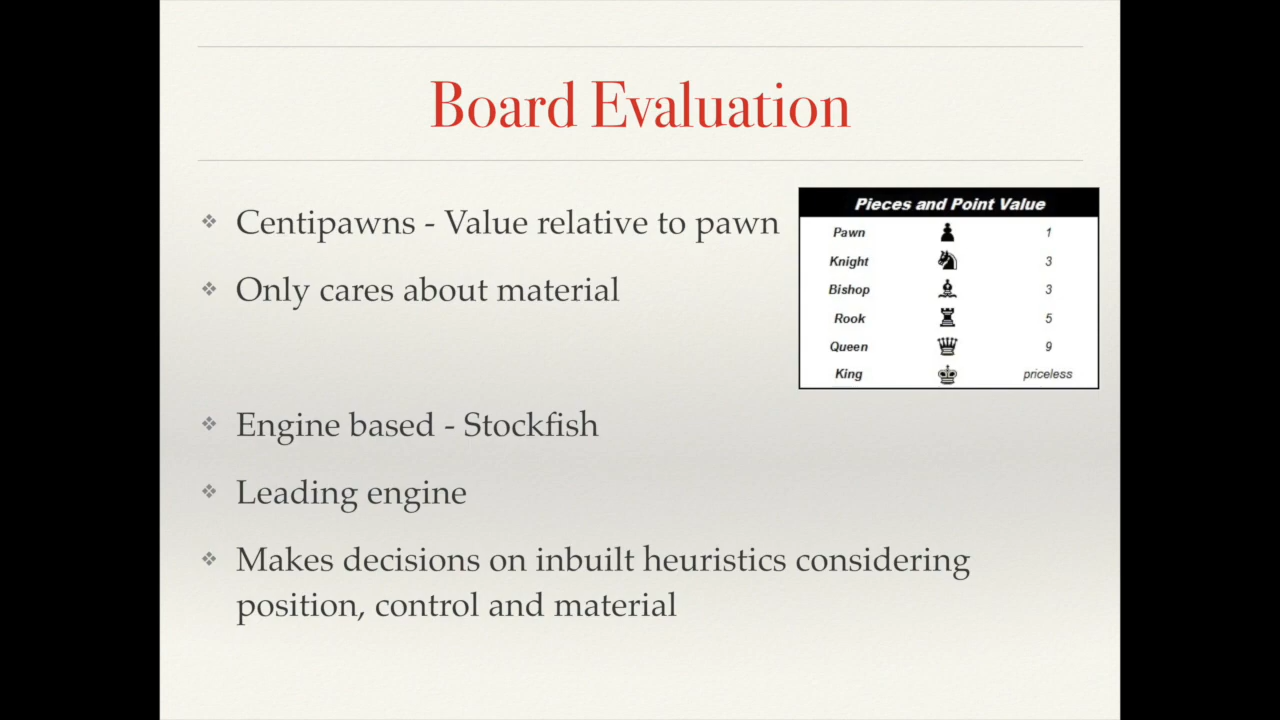 Board Evaluation
Centipawns - Value relative to pawn
Only cares about material
Pieces and Point Value
Pawn 1
Knight 3
Bishop 3
Rook 5
Queen 9
King priceless
Engine based - Stockfish
Leading engine
Makes decisions on inbuilt heuristics considering
position, control and material